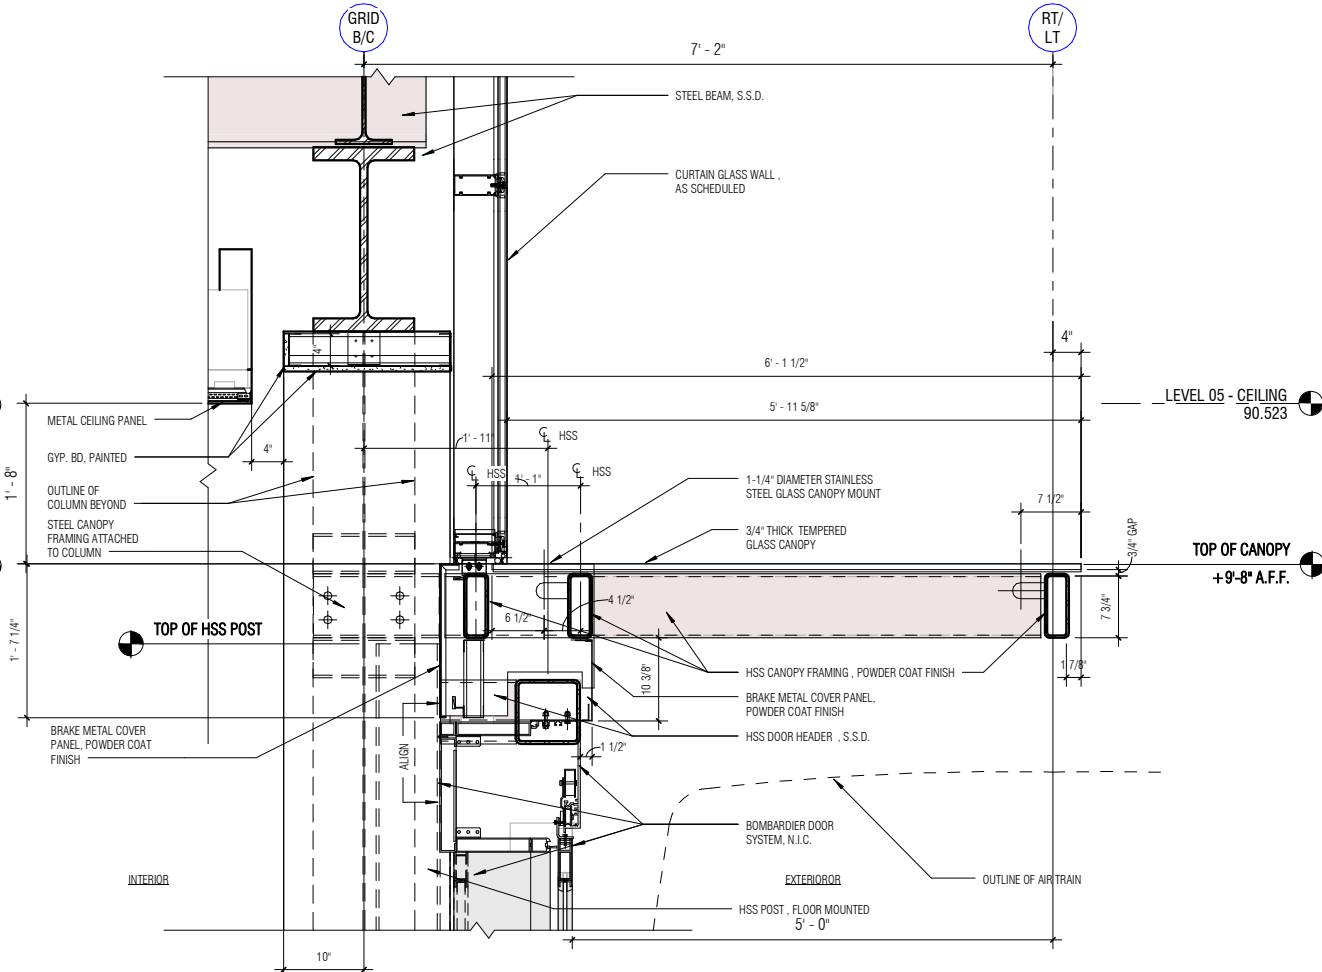 GRID
B/C
RT/
LT
7' - 2"
STEEL BEAM, S.S.D.
CURTAIN GLASS WALL ,
AS SCHEDULED
4"
4"
6' - 1 1/2"
5' - 11 5/8"
LEVEL 05 - CEILING
90.523
METAL CEILING PANEL
1' - 11"
HSS
GYP. BD, PAINTED
4"
HSS
HSS
1' - 1"
1' - 8"
OUTLINE OF
COLUMN BEYOND
1-1/4" DIAMETER STAINLESS
STEEL GLASS CANOPY MOUNT
7 1/2"
STEEL CANOPY
FRAMING ATTACHED
TO COLUMN
3/4" THICK TEMPERED
GLASS CANOPY
3/4" GAP
TOP OF CANOPY
+9'-8" A.F.F.
4 1/2"
6 1/2"
7 3/4"
TOP OF HSS POST
1' - 7 1/4"
10 3/8"
HSS CANOPY FRAMING , POWDER COAT FINISH
1 7/8"
BRAKE METAL COVER PANEL,
POWDER COAT FINISH
BRAKE METAL COVER
PANEL, POWDER COAT
FINISH
HSS DOOR HEADER , S.S.D.
1 1/2"
ALIGN
BOMBARDIER DOOR
SYSTEM, N.I.C.
INTERIOR
EXTERIOROR
OUTLINE OF AIR TRAIN
HSS POST , FLOOR MOUNTED
5' - 0"
10"